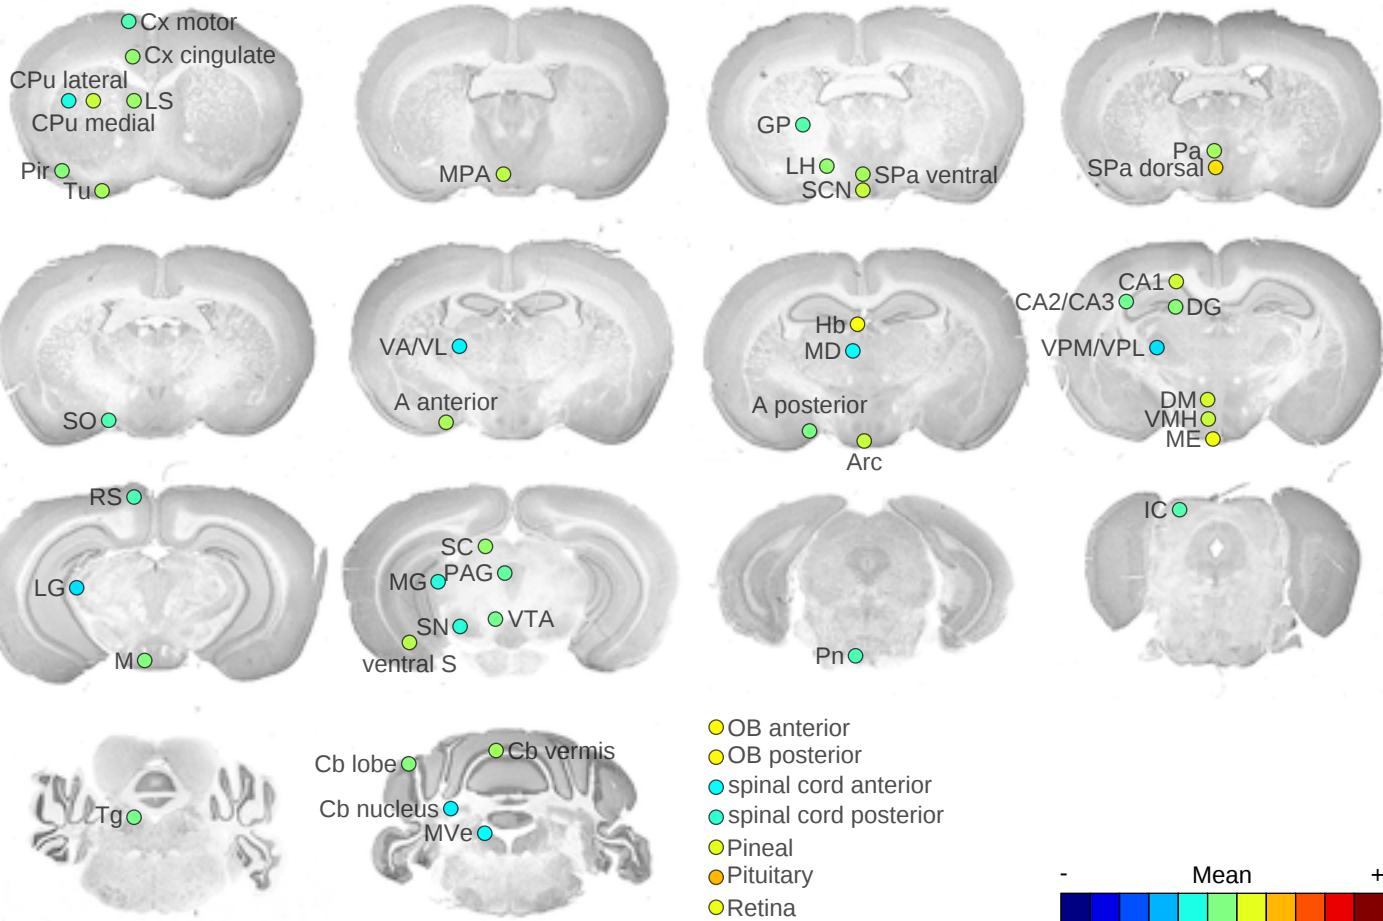 Cx motor
Cx cingulate
CPu lateral
LS
CPu medial
Pir
Tu
MPA
GP
LH
SPa ventral
SCN
Pa
SPa dorsal
SO
VA/VL
A anterior
Hb
MD
A posterior
Arc
CA1
CA2/CA3
DG
VPM/VPL
DM
VMH
ME
RS
LG
M
SC
PAG
MG
VTA
SN
ventral S
Pn
IC
Tg
Cb vermis
Cb lobe
Cb nucleus
MVe
OB anterior
OB posterior
spinal cord anterior
spinal cord posterior
Pineal
Pituitary
Retina
- Mean +